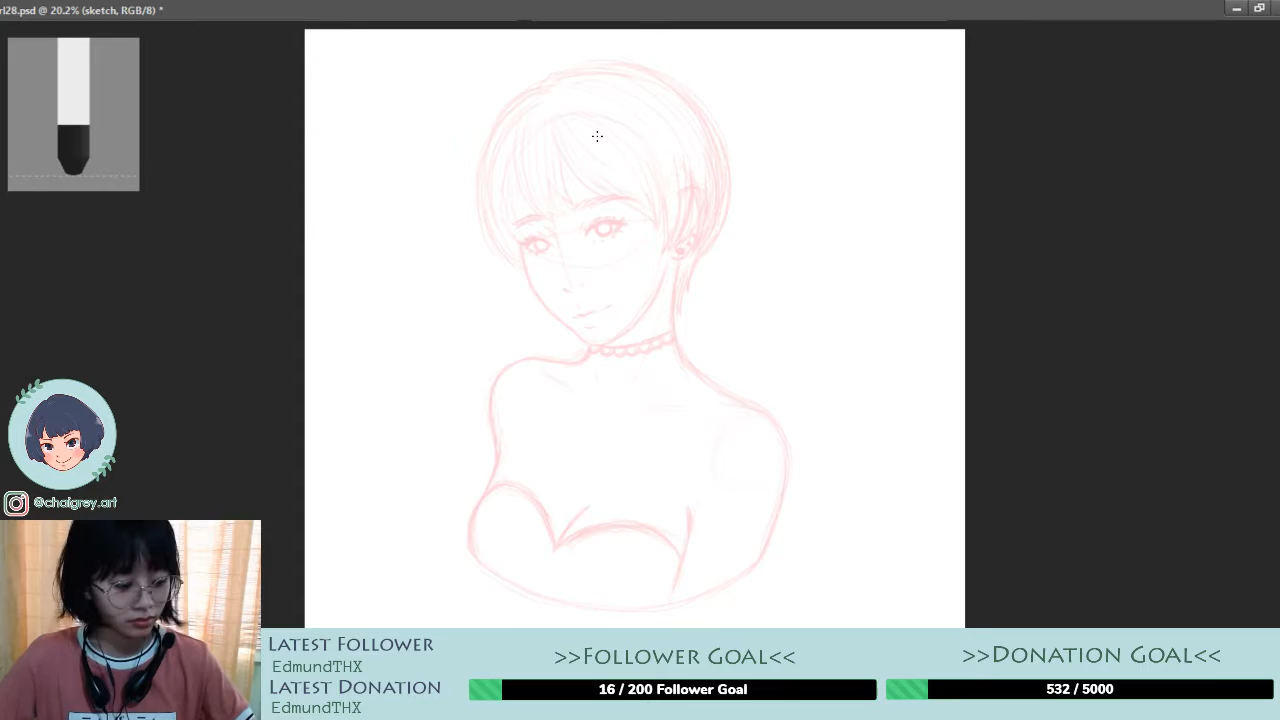 rl28.psd @ 20.2% (sketch, RGB/8) *
@chaigrey.art
LATEST FOLLOWER
EdmundTHX
LATEST DONATION
EdmundTHX
>>FOLLOWER GOAL<<
16 / 200 Follower Goal
>>DONATION GOAL<<
532 / 5000